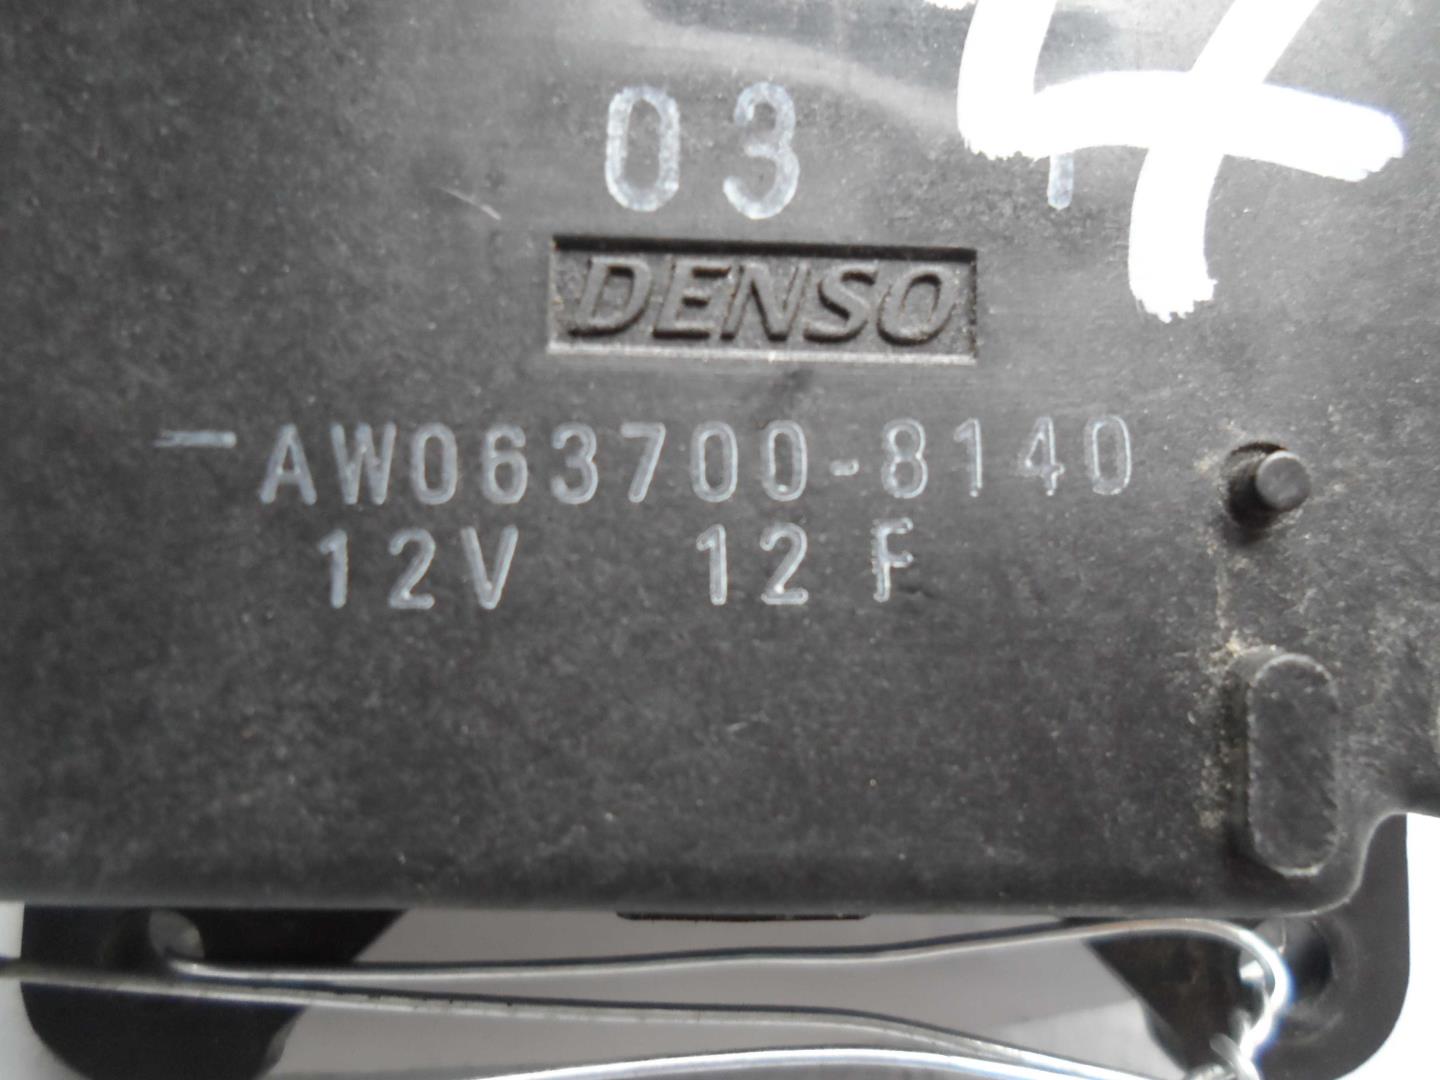 03
DENSO
AW063700-8140
12V 12 F